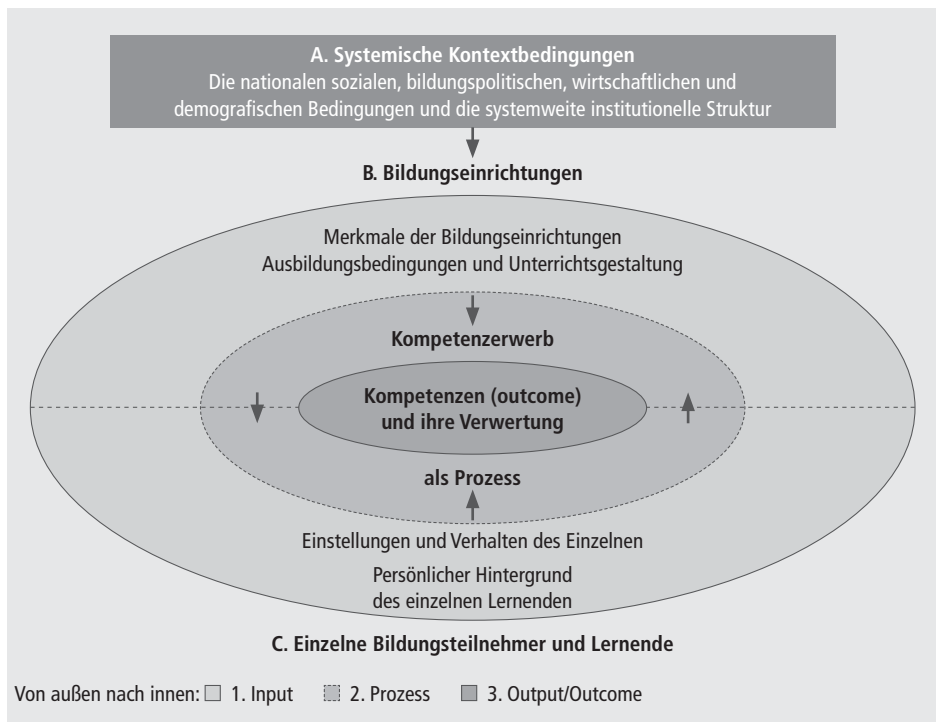 A. Systemische Kontextbedingungen
Die nationalen sozialen, bildungspolitischen, wirtschaftlichen und
demografischen Bedingungen und die systemweite institutionelle Struktur
B. Bildungseinrichtungen
Merkmale der Bildungseinrichtungen
Ausbildungsbedingungen und Unterrichtsgestaltung
Kompetenzerwerb
Kompetenzen (outcome)
und ihre Verwertung
als Prozess
Einstellungen und Verhalten des Einzelnen
Persönlicher Hintergrund
des einzelnen Lernenden
C. Einzelne Bildungsteilnehmer und Lernende
Von außen nach innen: 1. Input 2. Prozess 3. Output/Outcome